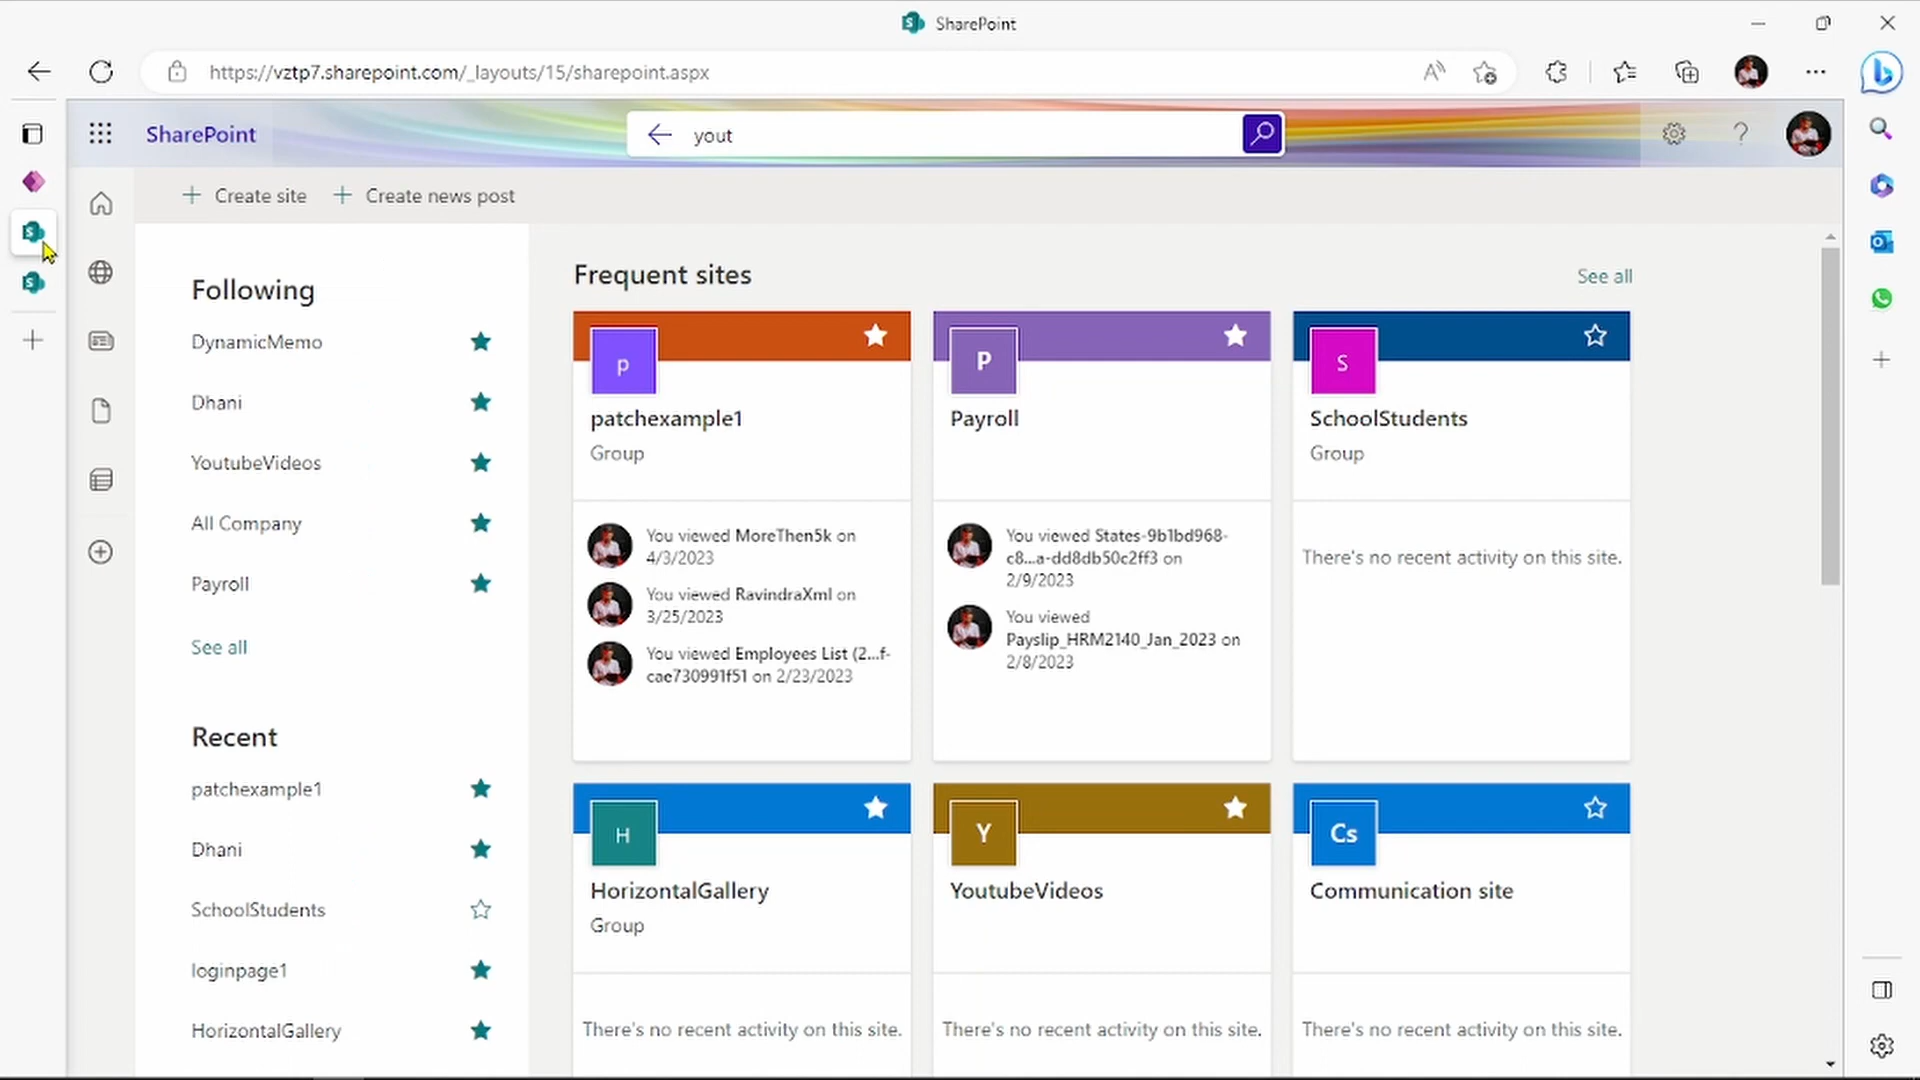 SharePoint
https://vztp7.sharepoint.com/_layouts/15/sharepoint.aspx
SharePoint
yout
Create site
Create news post
Following
DynamicMemo
Dhani
YoutubeVideos
All Company
Payroll
See all
Recent
patchexample1
Dhani
SchoolStudents
loginpage1
HorizontalGallery
Frequent sites
See all
p
patchexample1
Group
You viewed MoreThen5k on
4/3/2023
You viewed RavindraXml on
3/25/2023
You viewed Employees List (2...f-
cae730991f51 on 2/23/2023
P
Payroll
You viewed States-9b1bd968-
c8...a-dd8db50c2ff3 on
2/9/2023
You viewed
Payslip_HRM2140_Jan_2023 on
2/8/2023
S
SchoolStudents
Group
There's no recent activity on this site.
H
HorizontalGallery
Group
There's no recent activity on this site.
Y
YoutubeVideos
There's no recent activity on this site.
Cs
Communication site
There's no recent activity on this site.